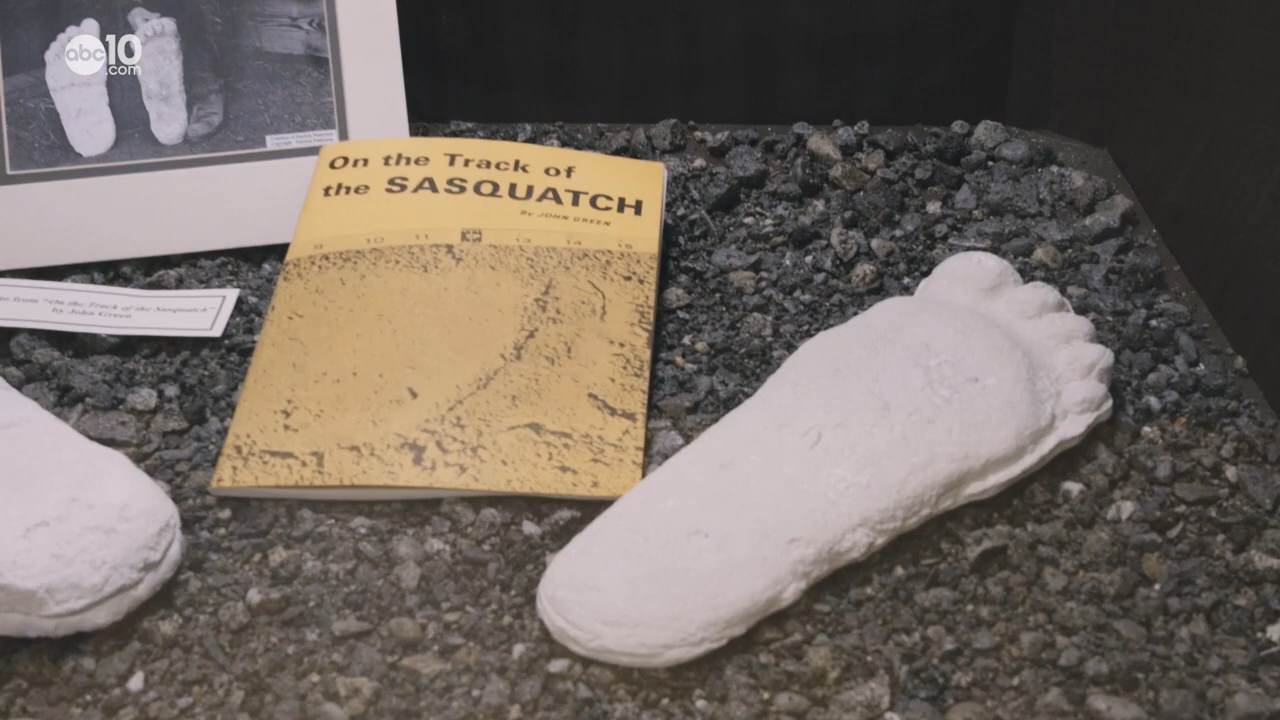 abc10
.com
On the Track of
the SASQUATCH
By JOHN GREEN
9 10 11 13 14 15
to from "On the Track of the Sasquatch"
by John Green